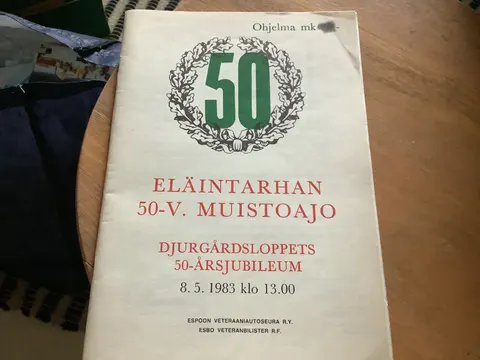 Ohjelma mk
50
ELÄINTARHAN
50-V. MUISTOAJO
DJURGÅRDSLOPPETS
50-ÅRSJUBILEUM
8. 5. 1983 klo 13.00
ESPOON VETERAANIAUTOSEURA R.Y.
ESBO VETERANBILISTER R.F.